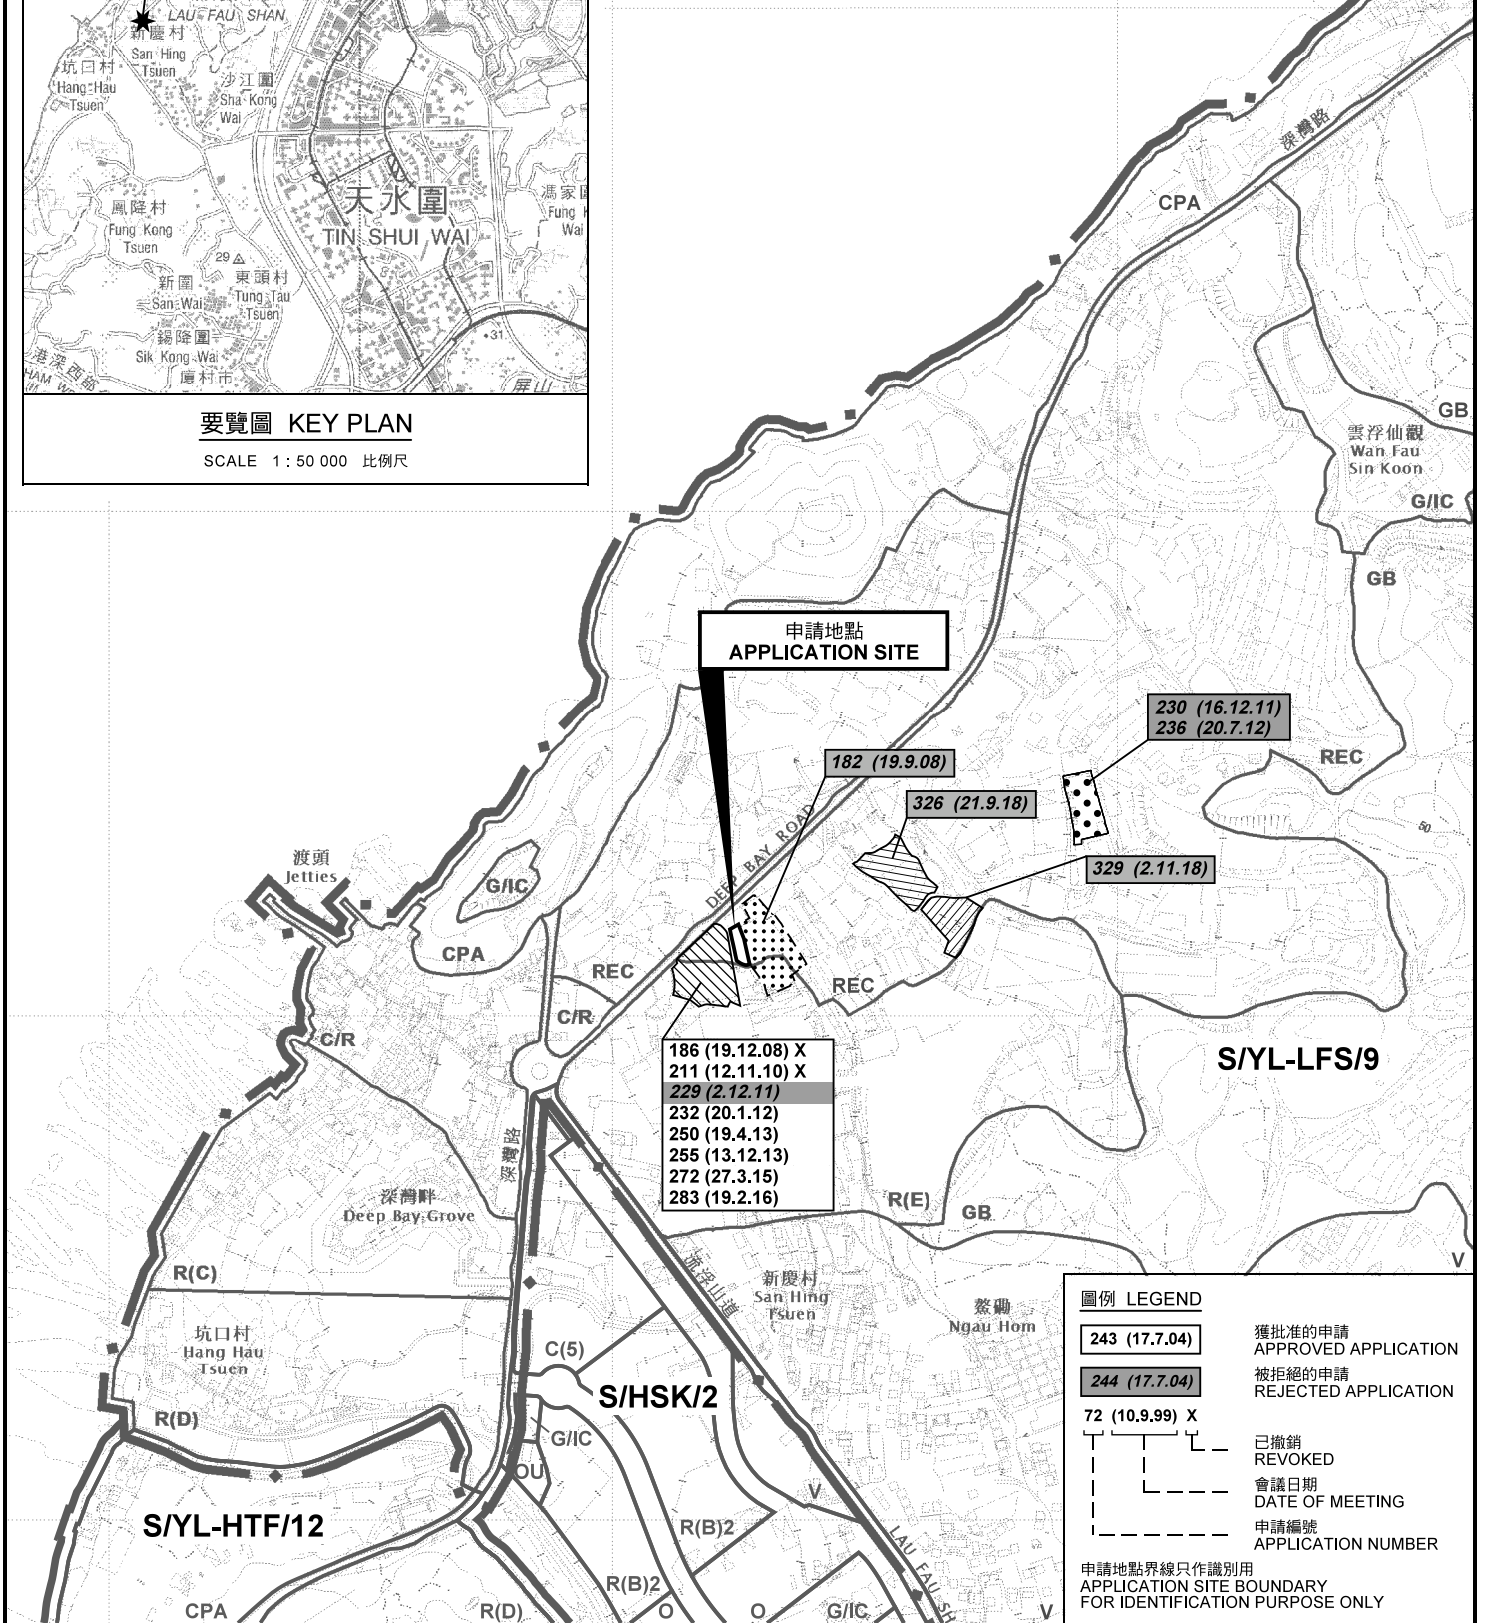 LAU FAU SHAN
新慶村
San Hing
Tsuen
坑口村
Hang Hau
Tsuen
沙江圍
Sha Kong
Wai
天水圍
TIN SHUI WAI
馮家圍
Fung
Wai
鳳降村
Fung Kong
Tsuen
29
新圍
San Wai
東頭村
Tung Tau
Tsuen
錫降圍
Sik Kong Wai
廈村市
港深西部
31
屏山
要覽圖 KEY PLAN
SCALE 1 : 50 000 比例尺
深灣路
CPA
GB
雲浮仙觀
Wan Fau
Sin Koon
G/IC
GB
申請地點
APPLICATION SITE
230 (16.12.11)
236 (20.7.12)
REC
182 (19.9.08)
326 (21.9.18)
50
329 (2.11.18)
DEEP BAY ROAD
渡頭
Jetties
G/IC
CPA
REC
REC
C/R
C/R
186 (19.12.08) X
211 (12.11.10) X
229 (2.12.11)
232 (20.1.12)
250 (19.4.13)
255 (13.12.13)
272 (27.3.15)
283 (19.2.16)
S/YL-LFS/9
深灣路
深灣畔
Deep Bay Grove
R(E)
GB
V
R(C)
流浮山道
新慶村
San Hing
Tsuen
鰲磡
Ngau Hom
坑口村
Hang Hau
Tsuen
C(5)
S/HSK/2
R(D)
G/IC
OU
V
S/YL-HTF/12
R(B)2
LAU FAU SH
R(B)2
CPA
R(D)
O
O
G/IC
V
圖例 LEGEND
243 (17.7.04)
獲批准的申請
APPROVED APPLICATION
244 (17.7.04)
被拒絕的申請
REJECTED APPLICATION
72 (10.9.99) X
已撤銷
REVOKED
會議日期
DATE OF MEETING
申請編號
APPLICATION NUMBER
申請地點界線只作識別用
APPLICATION SITE BOUNDARY
FOR IDENTIFICATION PURPOSE ONLY